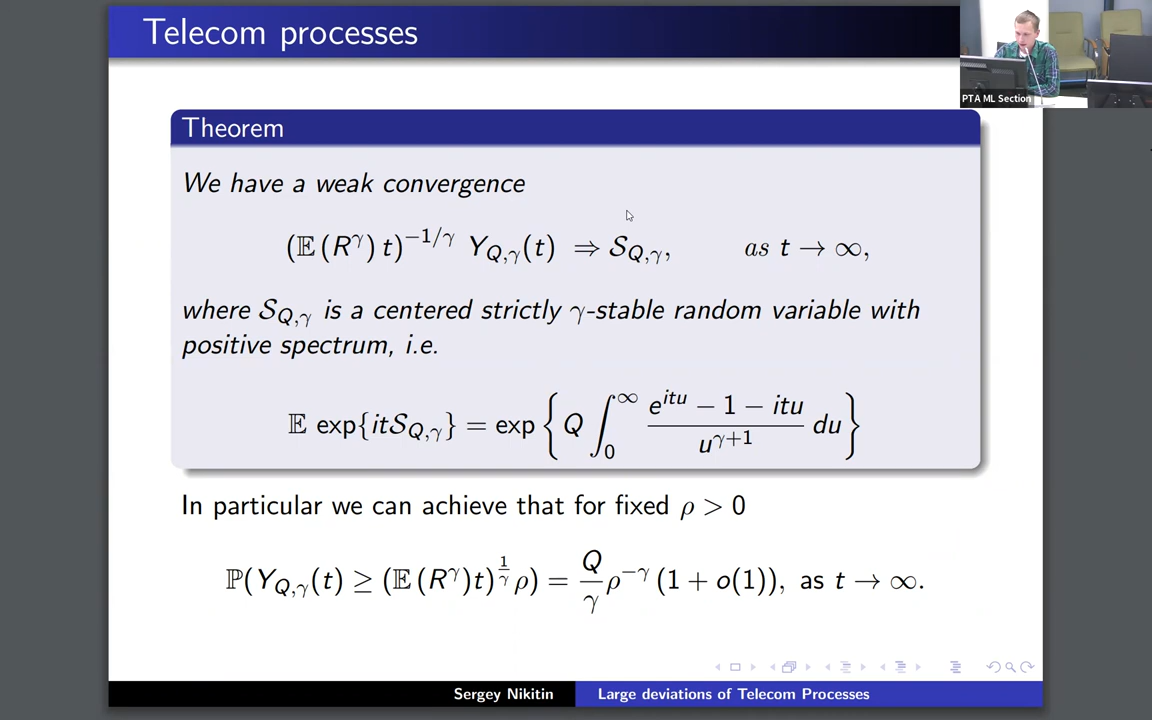 Telecom processes
PTA ML Section
Theorem
We have a weak convergence
(𝔼 (R^γ) t)^{−1/γ} Y_{Q,γ}(t) ⇒ 𝒮_{Q,γ}, as t → ∞,
where 𝒮_{Q,γ} is a centered strictly γ-stable random variable with
positive spectrum, i.e.
𝔼 exp{it𝒮_{Q,γ}} = exp { Q ∫_0^∞ (e^{itu} − 1 − itu)/(u^{γ+1}) du }
In particular we can achieve that for fixed ρ > 0
ℙ(Y_{Q,γ}(t) ≥ (𝔼 (R^γ)t)^{1/γ} ρ) = Q/γ ρ^{−γ} (1 + o(1)), as t → ∞.
Sergey Nikitin Large deviations of Telecom Processes